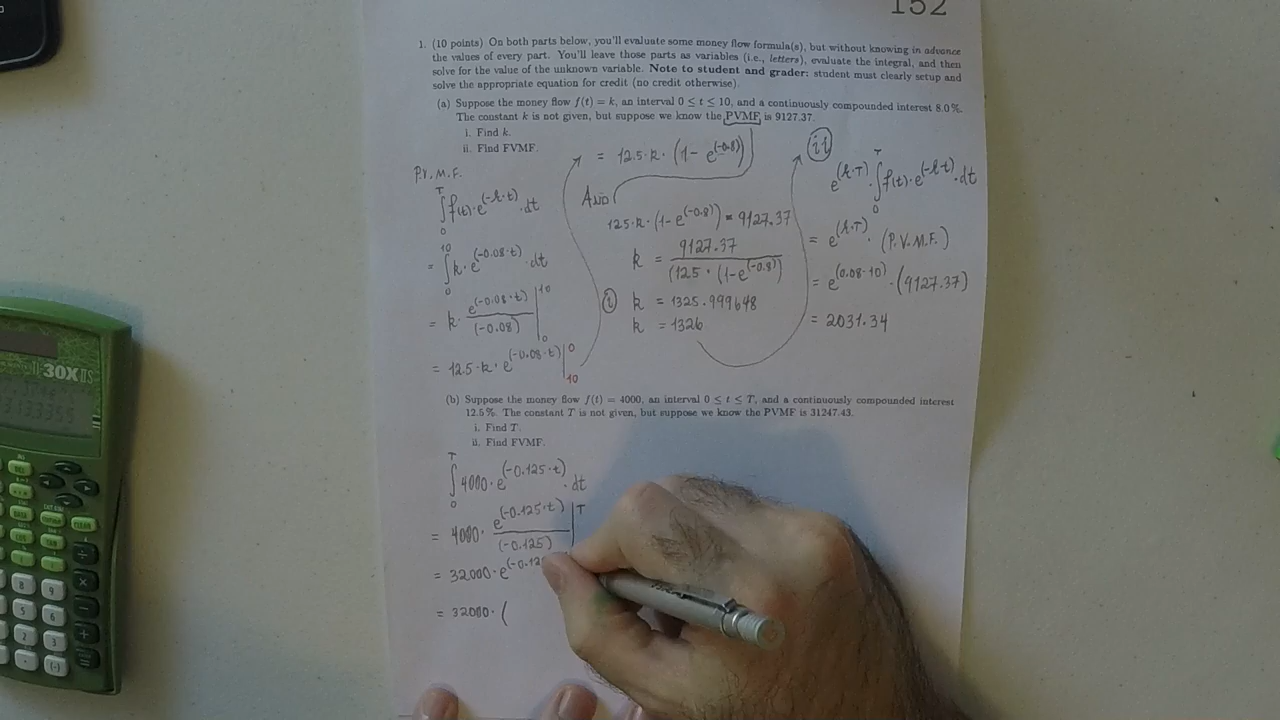 152
1. (10 points) On both parts below, you'll evaluate some money flow formula(s), but without knowing in advance
the values of every part. You'll leave those parts as variables (i.e., letters), evaluate the integral, and then
solve for the value of the unknown variable. Note to student and grader: student must clearly setup and
solve the appropriate equation for credit (no credit otherwise).
(a) Suppose the money flow f(t) = k, an interval 0 ≤ t ≤ 10, and a continuously compounded interest 8.0%.
The constant k is not given, but suppose we know the PVMF is 9127.37.
i. Find k.
ii. Find FVMF.
P.V.M.F.
∫₀ᵀ f(t)·e^(-r·t)·dt
= ∫₀¹⁰ k·e^(-0.08·t)·dt
= k· e^(-0.08·t)/(-0.08) |₀¹⁰
= 12.5·k·e^(-0.08·t) |₁₀⁰
= 12.5·k·(1-e^(-0.8))
AND
12.5·k·(1-e^(-0.8)) = 9127.37
k = 9127.37/(12.5·(1-e^(-0.8)))
(i) k = 1325.999648
k = 1326
(ii)
e^(r·T)·∫₀ᵀ f(t)·e^(-r·t)·dt
= e^(r·T)·(P.V.M.F.)
= e^(0.08·10)·(9127.37)
= 2031.34
(b) Suppose the money flow f(t) = 4000, an interval 0 ≤ t ≤ T, and a continuously compounded interest
12.5%. The constant T is not given, but suppose we know the PVMF is 31247.43.
i. Find T.
ii. Find FVMF.
∫₀ᵀ 4000·e^(-0.125·t)·dt
= 4000· e^(-0.125·t)/(-0.125) |ᵀ
= 32000·e^(-0.12
= 32000·(
30X IIS